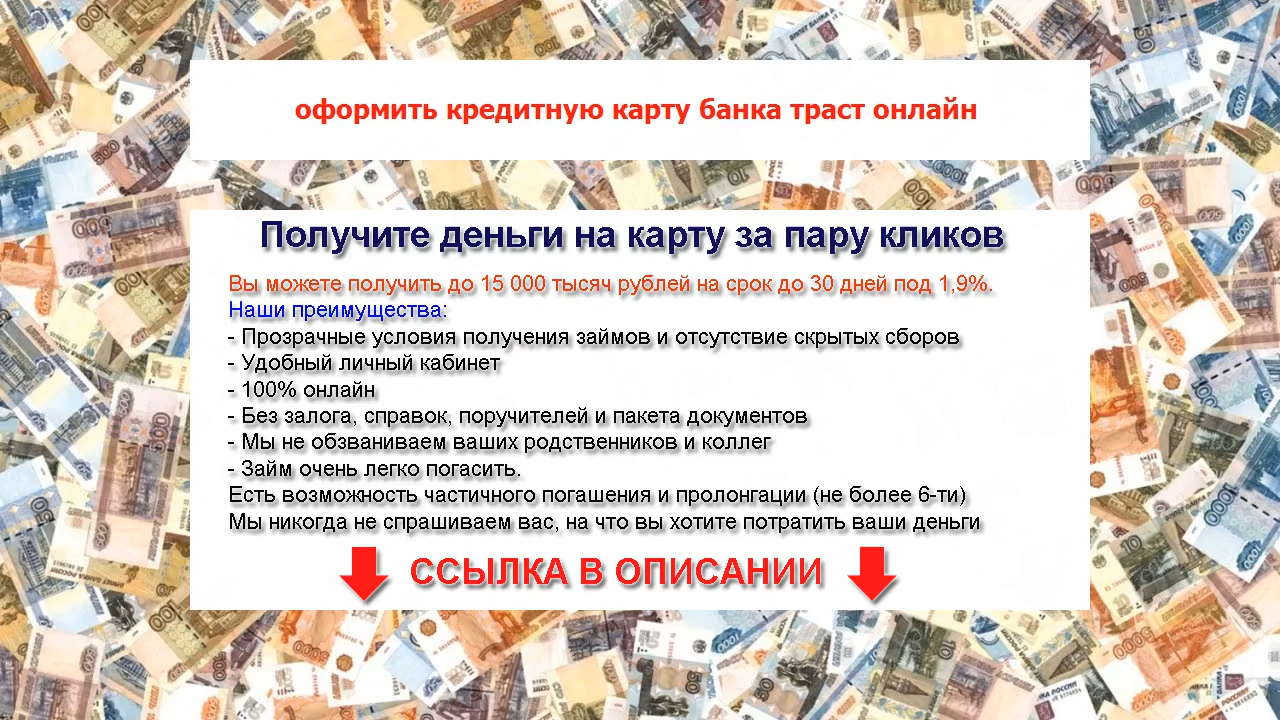 оформить кредитную карту банка траст онлайн
Получите деньги на карту за пару кликов
Вы можете получить до 15 000 тысяч рублей на срок до 30 дней под 1,9%.
Наши преимущества:
- Прозрачные условия получения займов и отсутствие скрытых сборов
- Удобный личный кабинет
- 100% онлайн
- Без залога, справок, поручителей и пакета документов
- Мы не обзваниваем ваших родственников и коллег
- Займ очень легко погасить.
Есть возможность частичного погашения и пролонгации (не более 6-ти)
Мы никогда не спрашиваем вас, на что вы хотите потратить ваши деньги
ССЫЛКА В ОПИСАНИИ